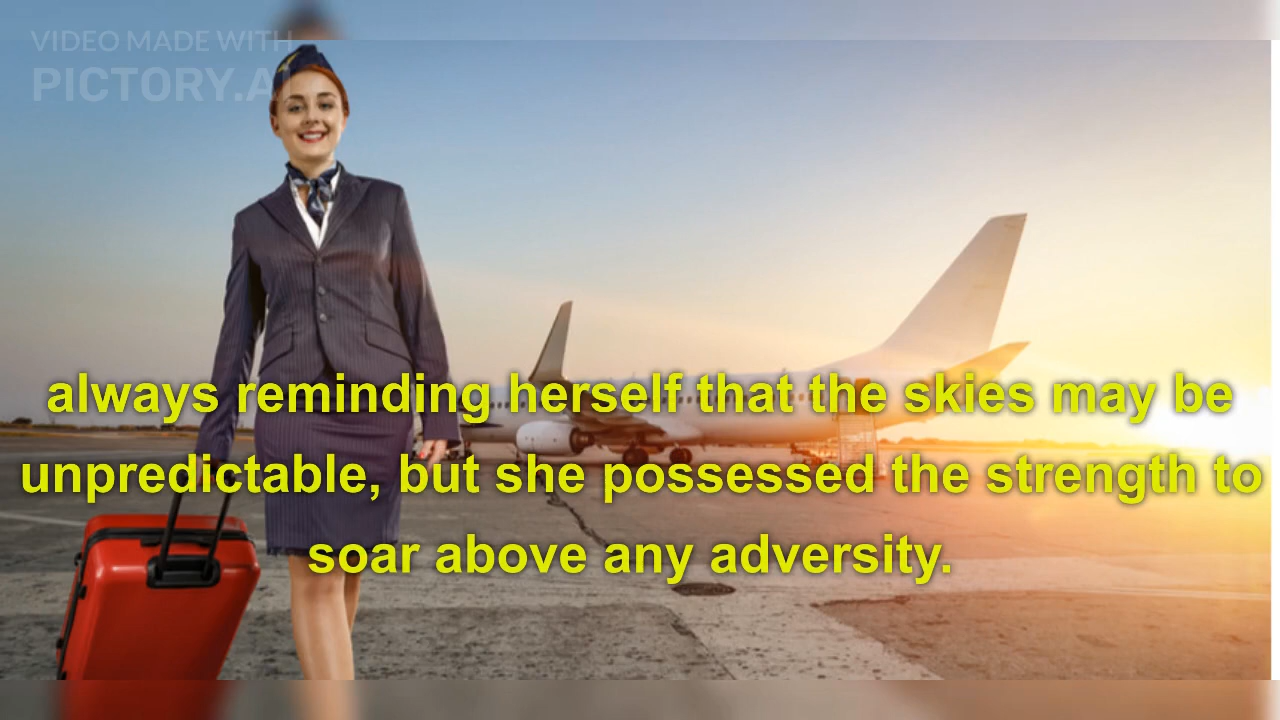 VIDEO MADE WITH
PICTORY.AI
always reminding herself that the skies may be
unpredictable, but she possessed the strength to
soar above any adversity.